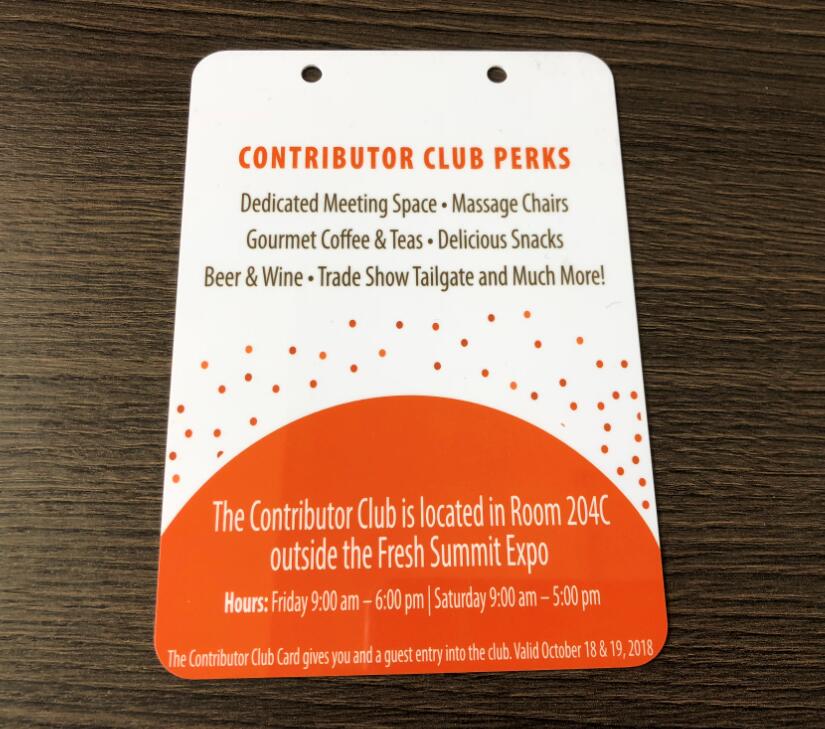 CONTRIBUTOR CLUB PERKS
Dedicated Meeting Space • Massage Chairs
Gourmet Coffee & Teas • Delicious Snacks
Beer & Wine • Trade Show Tailgate and Much More!
The Contributor Club is located in Room 204C
outside the Fresh Summit Expo
Hours: Friday 9:00 am – 6:00 pm | Saturday 9:00 am – 5:00 pm
The Contributor Club Card gives you and a guest entry into the club. Valid October 18 & 19, 2018